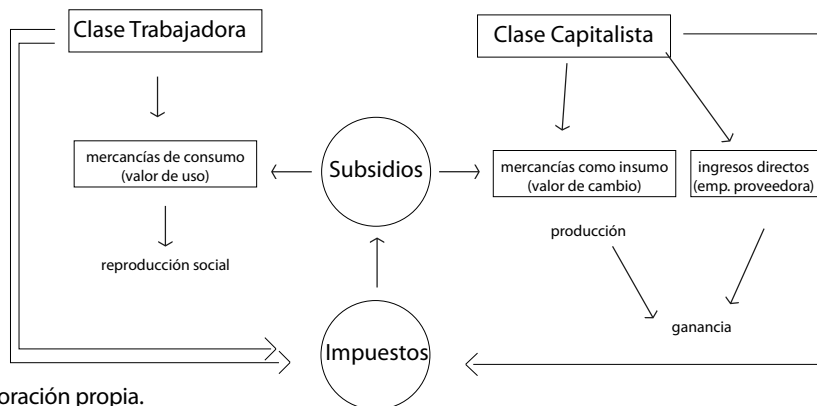 Clase Trabajadora
Clase Capitalista
mercancías de consumo
(valor de uso)
Subsidios
mercancías como insumo
(valor de cambio)
ingresos directos
(emp. proveedora)
producción
reproducción social
ganancia
Impuestos
oración propia.